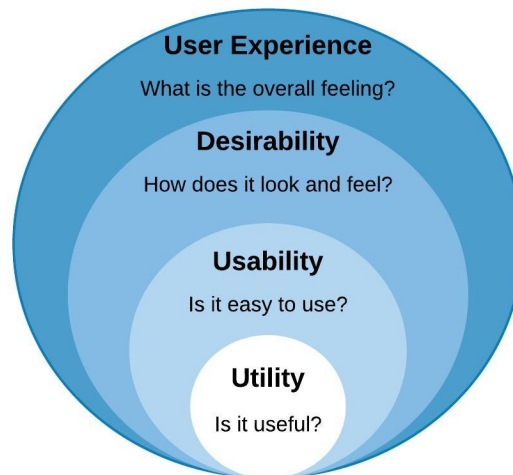 User Experience
What is the overall feeling?
Desirability
How does it look and feel?
Usability
Is it easy to use?
Utility
Is it useful?